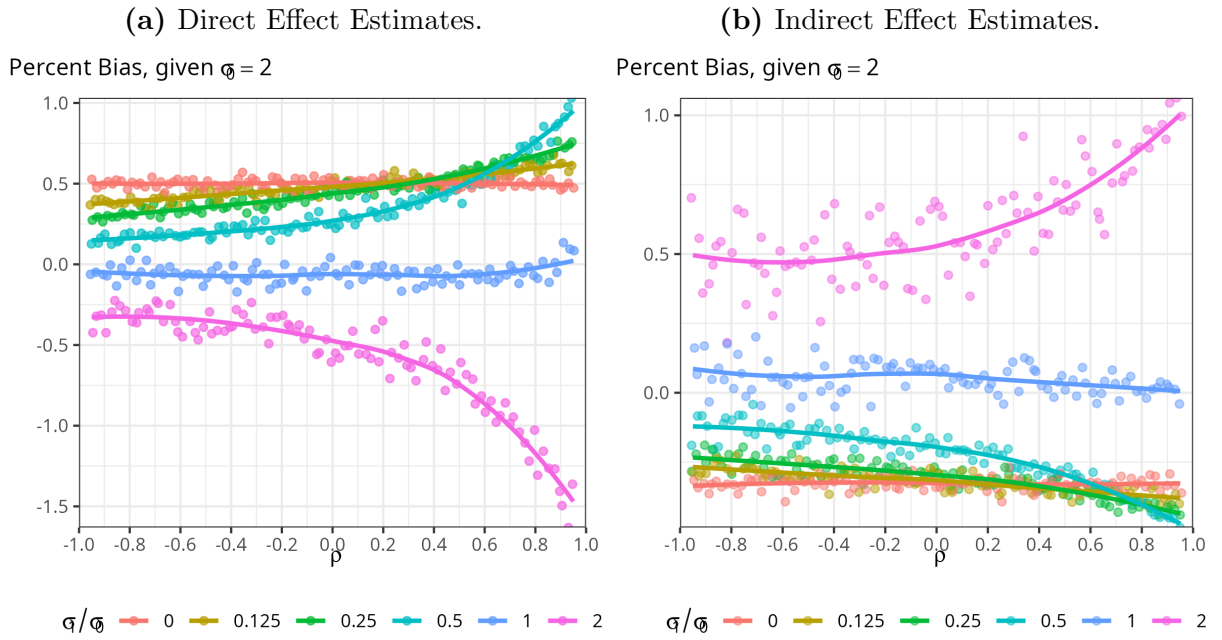 (a) Direct Effect Estimates.
Percent Bias, given σ₀ = 2
1.0
0.5
0.0
-0.5
-1.0
-1.5
-1.0 -0.8 -0.6 -0.4 -0.2 0.0 0.2 0.4 0.6 0.8 1.0
ρ
σ₁/σ₀ 0 0.125 0.25 0.5 1 2
(b) Indirect Effect Estimates.
Percent Bias, given σ₀ = 2
1.0
0.5
0.0
-1.0 -0.8 -0.6 -0.4 -0.2 0.0 0.2 0.4 0.6 0.8 1.0
ρ
σ₁/σ₀ 0 0.125 0.25 0.5 1 2